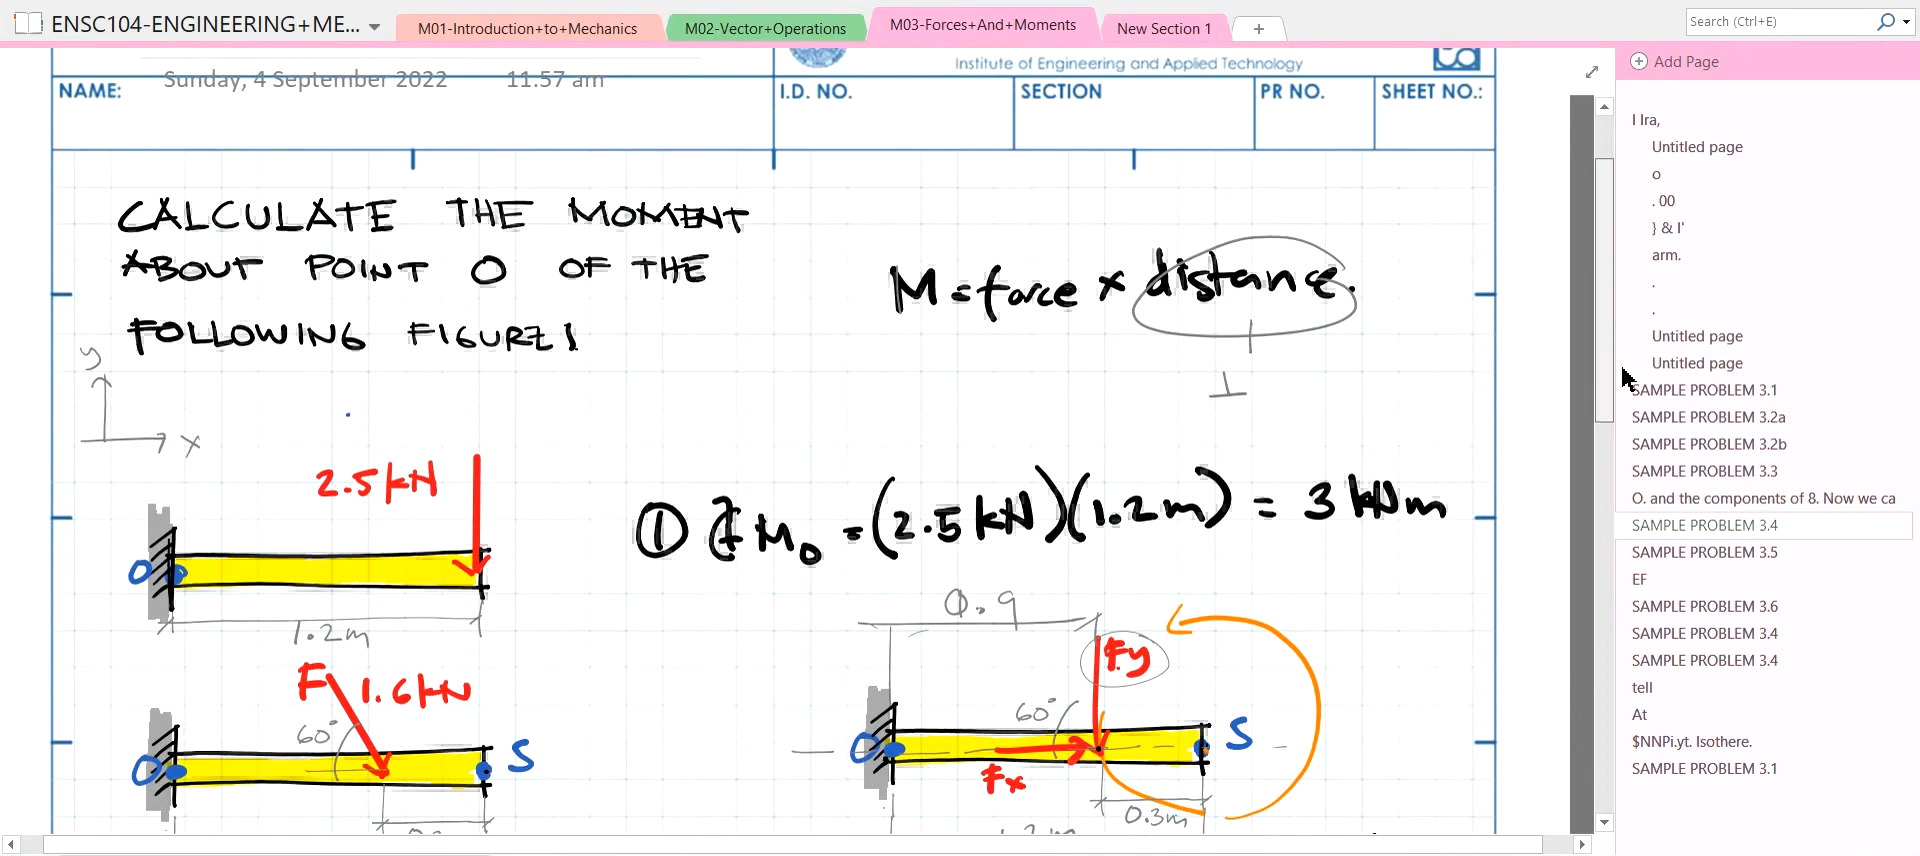 ENSC104-ENGINEERING+ME...
M01-Introduction+to+Mechanics
M02-Vector+Operations
M03-Forces+And+Moments
New Section 1
+
Search (Ctrl+E)
Add Page
Institute of Engineering and Applied Technology
Sunday, 4 September 2022 11:57 am
NAME:
I.D. NO.
SECTION
PR NO.
SHEET NO.:
CALCULATE THE MOMENT
ABOUT POINT O OF THE
FOLLOWING FIGURE!
M = force x distance.
⊥
y
x
2.5 kN
O
1.2m
① M₀ = (2.5 kN)(1.2m) = 3 kNm
F 1.6 kN
60°
O
S
0.9
Fy
60°
O
S
Fx
0.3m
I Ira,
Untitled page
o
. 00
} & I'
arm.
.
.
Untitled page
Untitled page
SAMPLE PROBLEM 3.1
SAMPLE PROBLEM 3.2a
SAMPLE PROBLEM 3.2b
SAMPLE PROBLEM 3.3
O. and the components of 8. Now we ca
SAMPLE PROBLEM 3.4
SAMPLE PROBLEM 3.5
EF
SAMPLE PROBLEM 3.6
SAMPLE PROBLEM 3.4
SAMPLE PROBLEM 3.4
tell
At
$NNPi.yt. Isothere.
SAMPLE PROBLEM 3.1